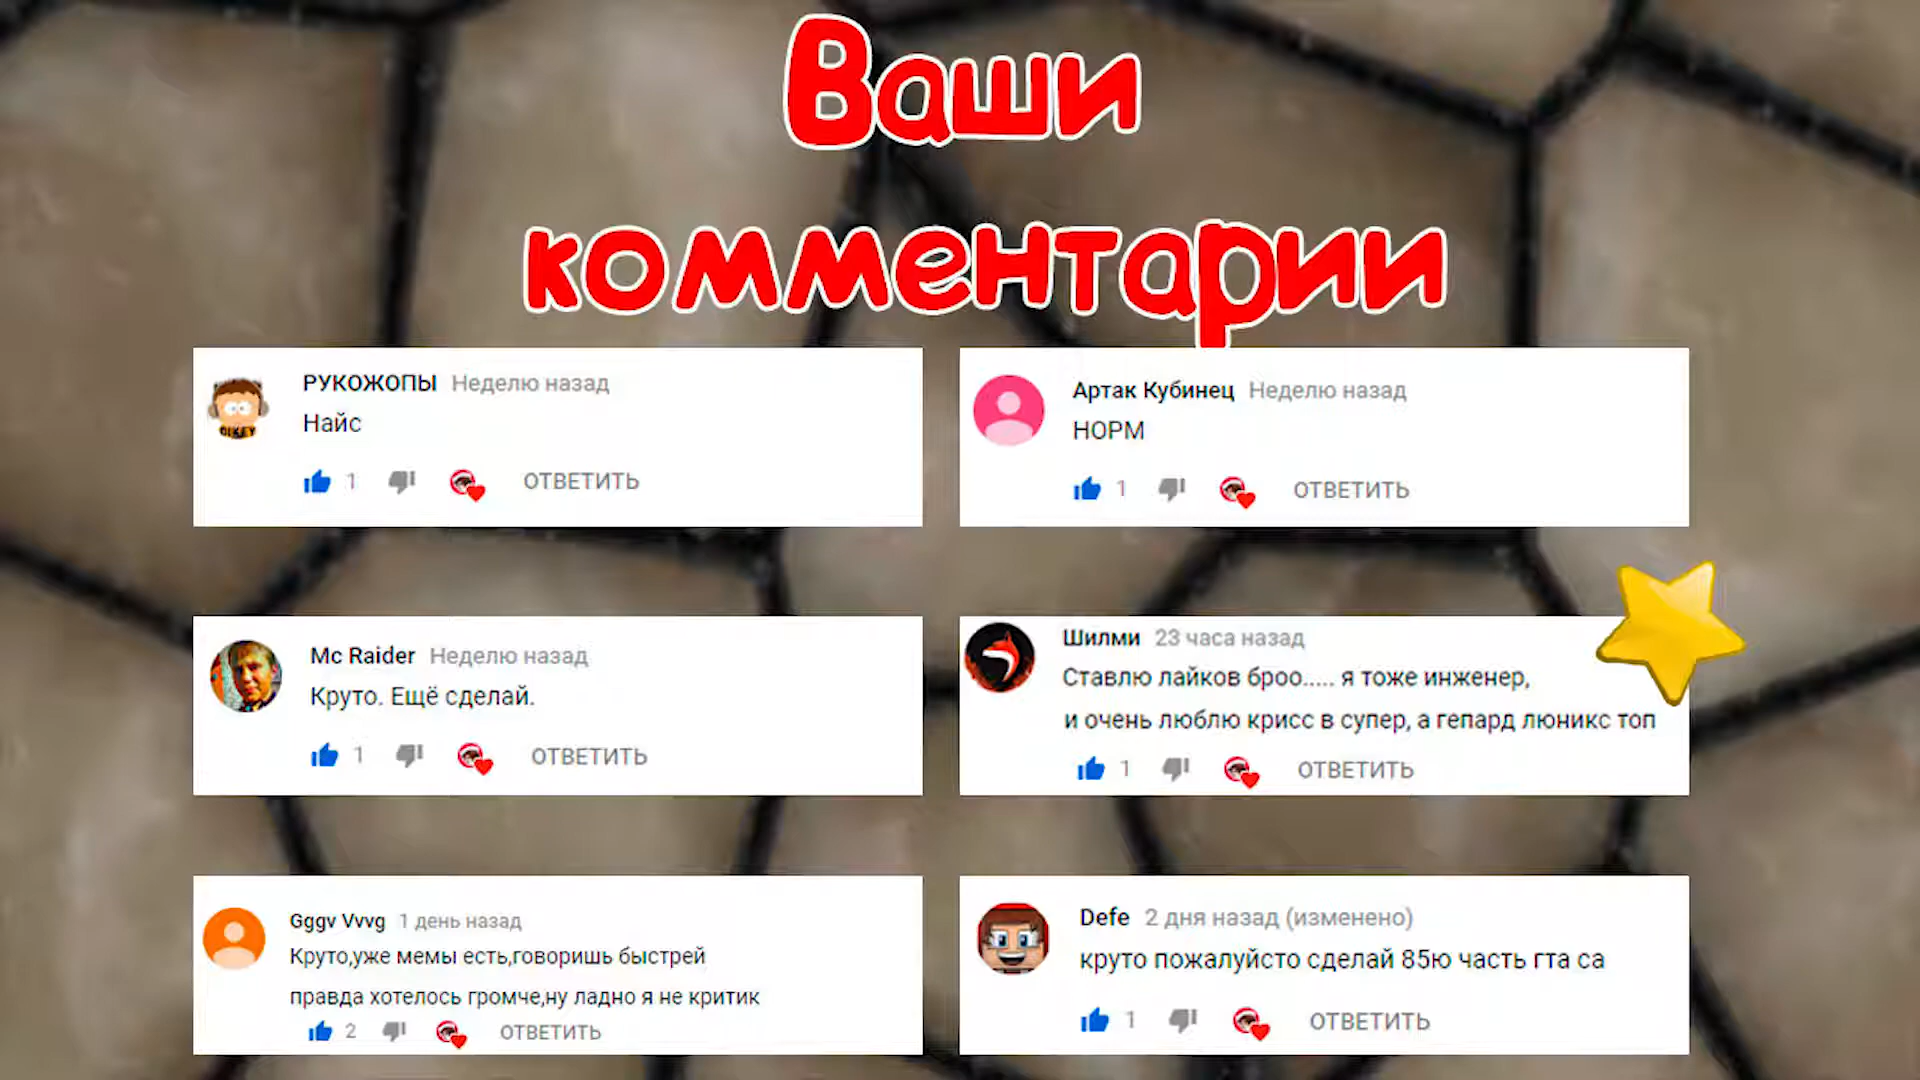 Ваши
комментарии
РУКОЖОПЫ Неделю назад
Найс
1 ОТВЕТИТЬ
Артак Кубинец Неделю назад
НОРМ
1 ОТВЕТИТЬ
Mc Raider Неделю назад
Круто. Ещё сделай.
1 ОТВЕТИТЬ
Шилми 23 часа назад
Ставлю лайков броо..... я тоже инженер,
и очень люблю крисс в супер, а гепард люникс топ
1 ОТВЕТИТЬ
Gggv Vvvg 1 день назад
Круто,уже мемы есть,говоришь быстрей
правда хотелось громче,ну ладно я не критик
2 ОТВЕТИТЬ
Defe 2 дня назад (изменено)
круто пожалуйсто сделай 85ю часть гта са
1 ОТВЕТИТЬ